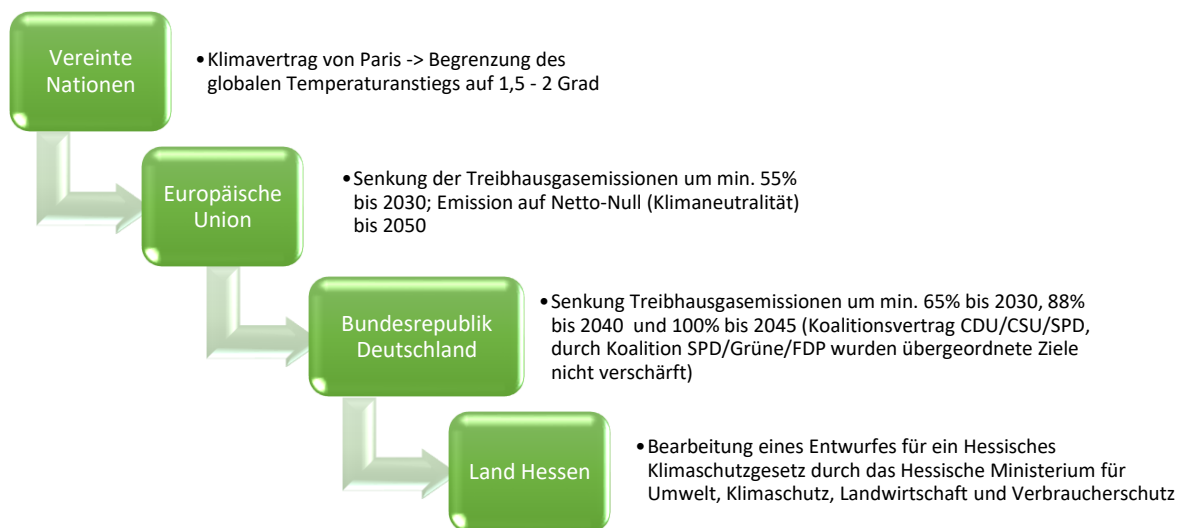 Vereinte
Nationen
•Klimavertrag von Paris -> Begrenzung des
globalen Temperaturanstiegs auf 1,5 - 2 Grad
Europäische
Union
•Senkung der Treibhausgasemissionen um min. 55%
bis 2030; Emission auf Netto-Null (Klimaneutralität)
bis 2050
Bundesrepublik
Deutschland
•Senkung Treibhausgasemissionen um min. 65% bis 2030, 88%
bis 2040 und 100% bis 2045 (Koalitionsvertrag CDU/CSU/SPD,
durch Koalition SPD/Grüne/FDP wurden übergeordnete Ziele
nicht verschärft)
Land Hessen
•Bearbeitung eines Entwurfes für ein Hessisches
Klimaschutzgesetz durch das Hessische Ministerium für
Umwelt, Klimaschutz, Landwirtschaft und Verbraucherschutz